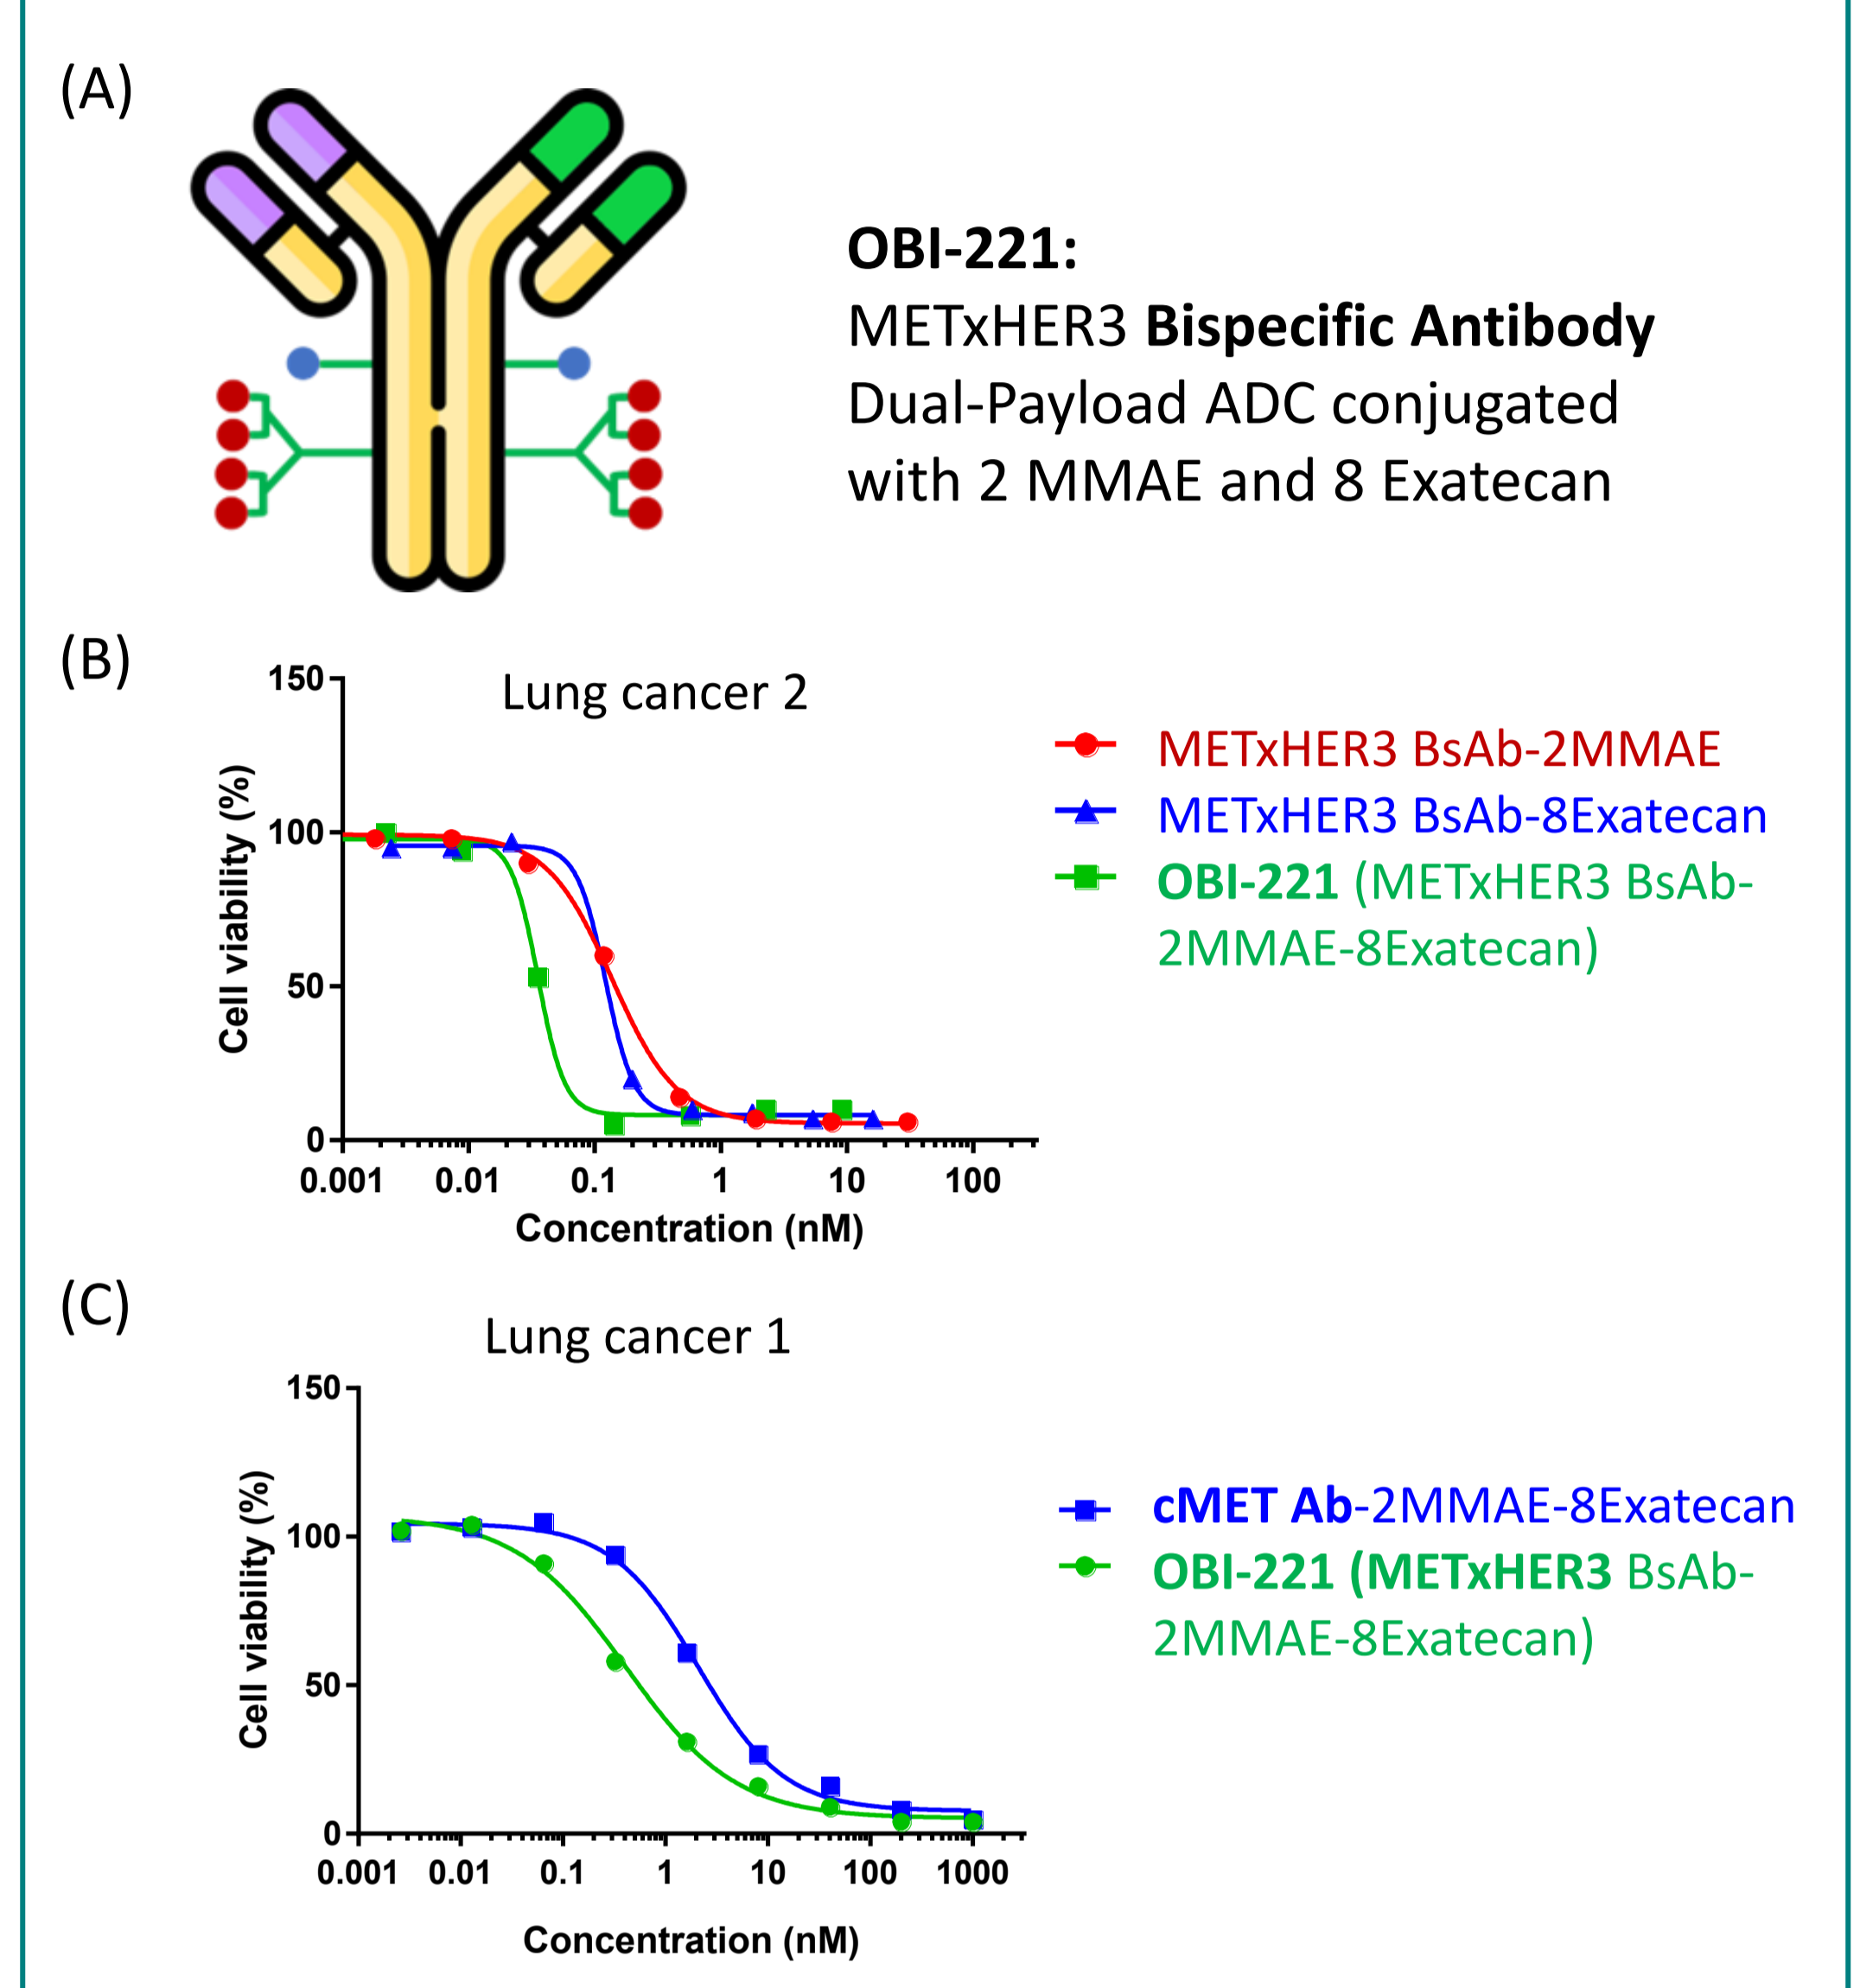 (A)
OBI-221:
METxHER3 Bispecific Antibody
Dual-Payload ADC conjugated
with 2 MMAE and 8 Exatecan
(B)
Lung cancer 2
Cell viability (%)
150
100
50
0
0.001 0.01 0.1 1 10 100
Concentration (nM)
METxHER3 BsAb-2MMAE
METxHER3 BsAb-8Exatecan
OBI-221 (METxHER3 BsAb-
2MMAE-8Exatecan)
(C)
Lung cancer 1
Cell viability (%)
150
100
50
0
0.001 0.01 0.1 1 10 100 1000
Concentration (nM)
cMET Ab-2MMAE-8Exatecan
OBI-221 (METxHER3 BsAb-
2MMAE-8Exatecan)